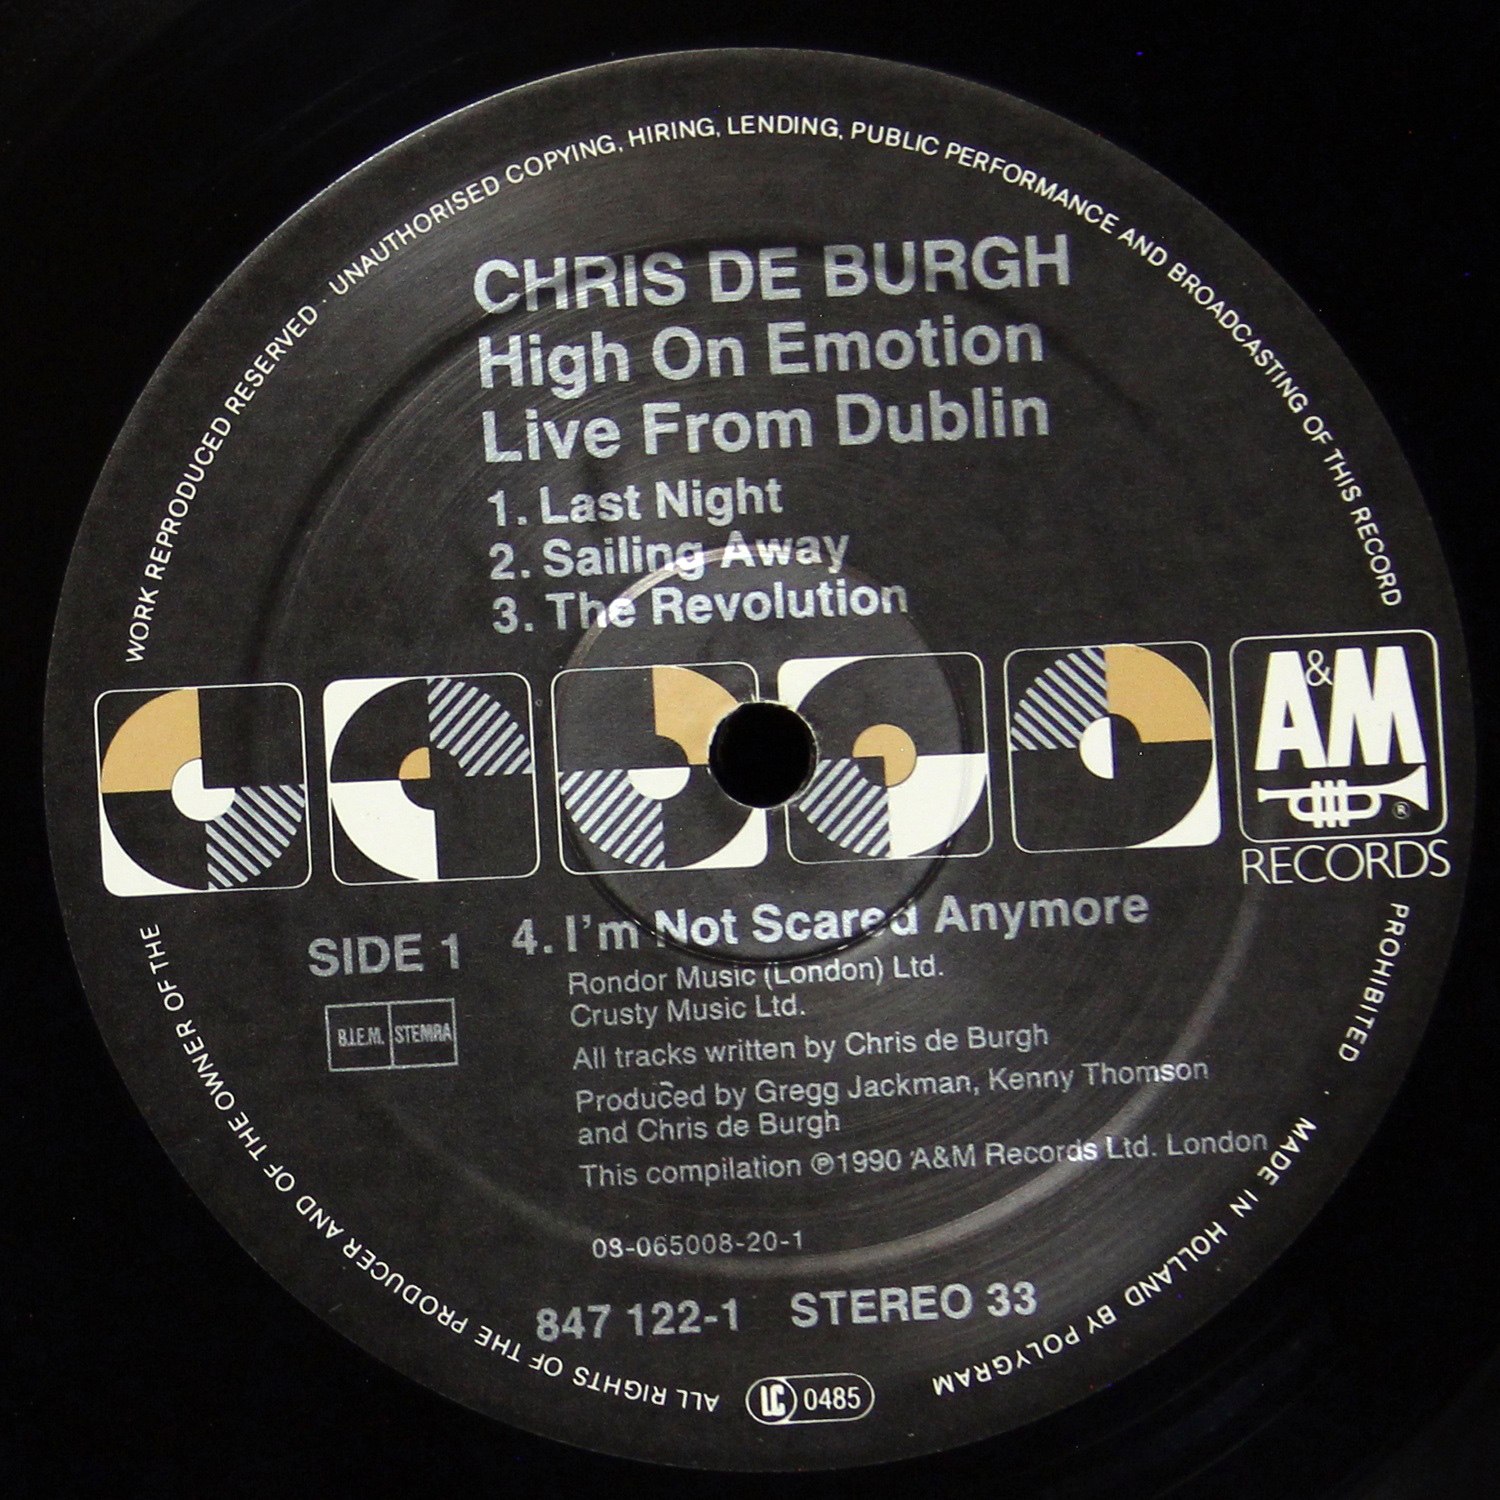 WORK REPRODUCED RESERVED · UNAUTHORISED COPYING, HIRING, LENDING, PUBLIC PERFORMANCE AND BROADCASTING OF THIS RECORD
CHRIS DE BURGH
High On Emotion
Live From Dublin
1. Last Night
2. Sailing Away
3. The Revolution
A&M
®
RECORDS
SIDE 1
4. I'm Not Scared Anymore
Rondor Music (London) Ltd.
Crusty Music Ltd.
B.I.E.M. STEMRA
All tracks written by Chris de Burgh
Produced by Gregg Jackman, Kenny Thomson
and Chris de Burgh
This compilation ℗1990 A&M Records Ltd. London
08-065008-20-1
847 122-1 STEREO 33
LC 0485
PROHIBITED
MADE IN HOLLAND BY POLYGRAM
ALL RIGHTS OF THE PRODUCER AND OF THE OWNER OF THE